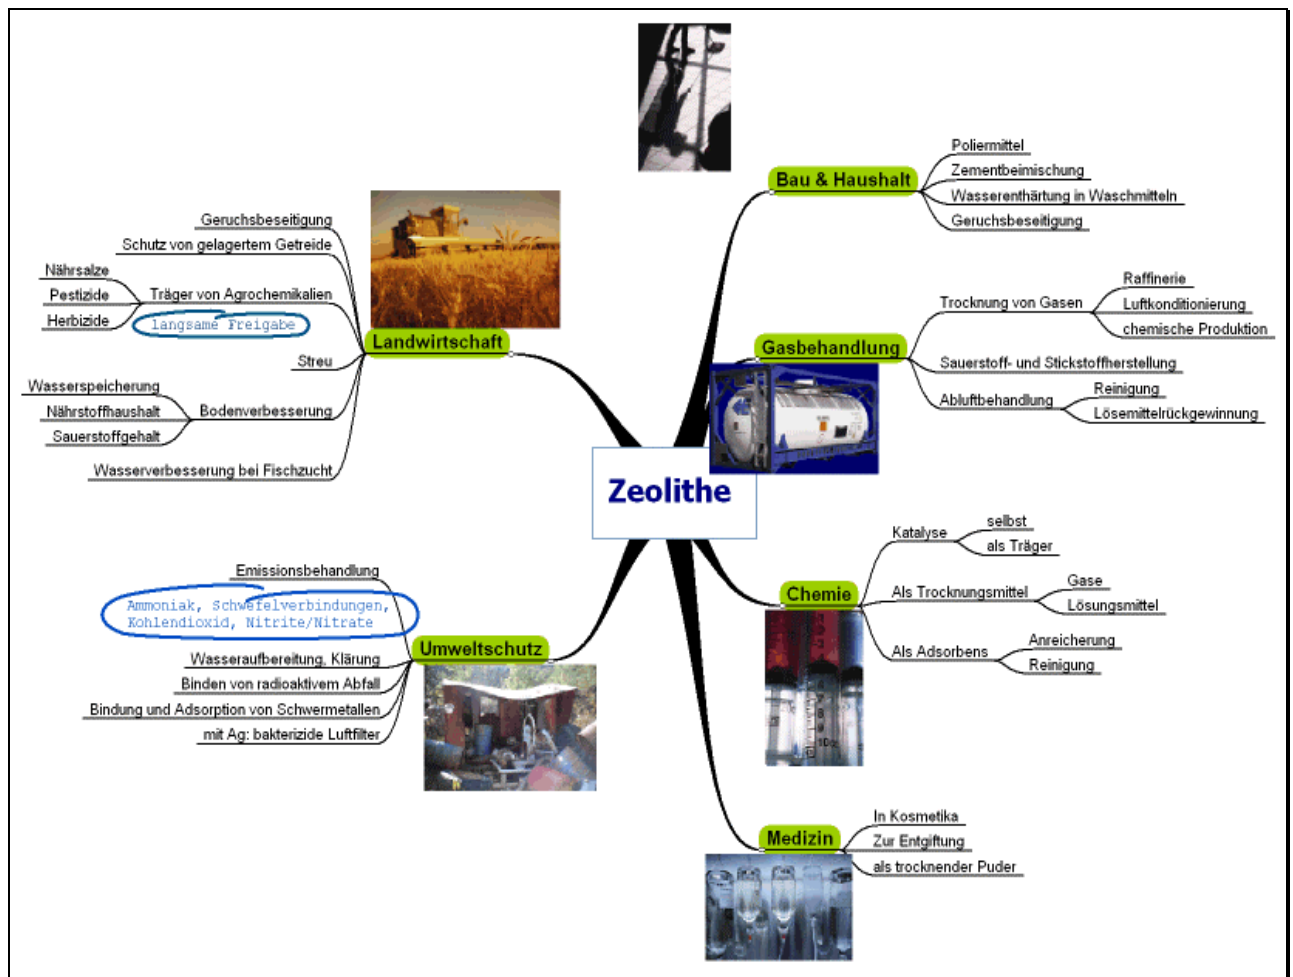 Zeolithe
Bau & Haushalt
Poliermittel
Zementbeimischung
Wasserenthärtung in Waschmitteln
Geruchsbeseitigung
Gasbehandlung
Trocknung von Gasen
Raffinerie
Luftkonditionierung
chemische Produktion
Sauerstoff- und Stickstoffherstellung
Abluftbehandlung
Reinigung
Lösemittelrückgewinnung
Chemie
Katalyse
selbst
als Träger
Als Trocknungsmittel
Gase
Lösungsmittel
Als Adsorbens
Anreicherung
Reinigung
Medizin
In Kosmetika
Zur Entgiftung
als trocknender Puder
Landwirtschaft
Geruchsbeseitigung
Schutz von gelagertem Getreide
Träger von Agrochemikalien
Nährsalze
Pestizide
Herbizide
langsame Freigabe
Streu
Bodenverbesserung
Wasserspeicherung
Nährstoffhaushalt
Sauerstoffgehalt
Wasserverbesserung bei Fischzucht
Umweltschutz
Emissionsbehandlung
Ammoniak, Schwefelverbindungen,
Kohlendioxid, Nitrite/Nitrate
Wasseraufbereitung, Klärung
Binden von radioaktivem Abfall
Bindung und Adsorption von Schwermetallen
mit Ag: bakterizide Luftfilter